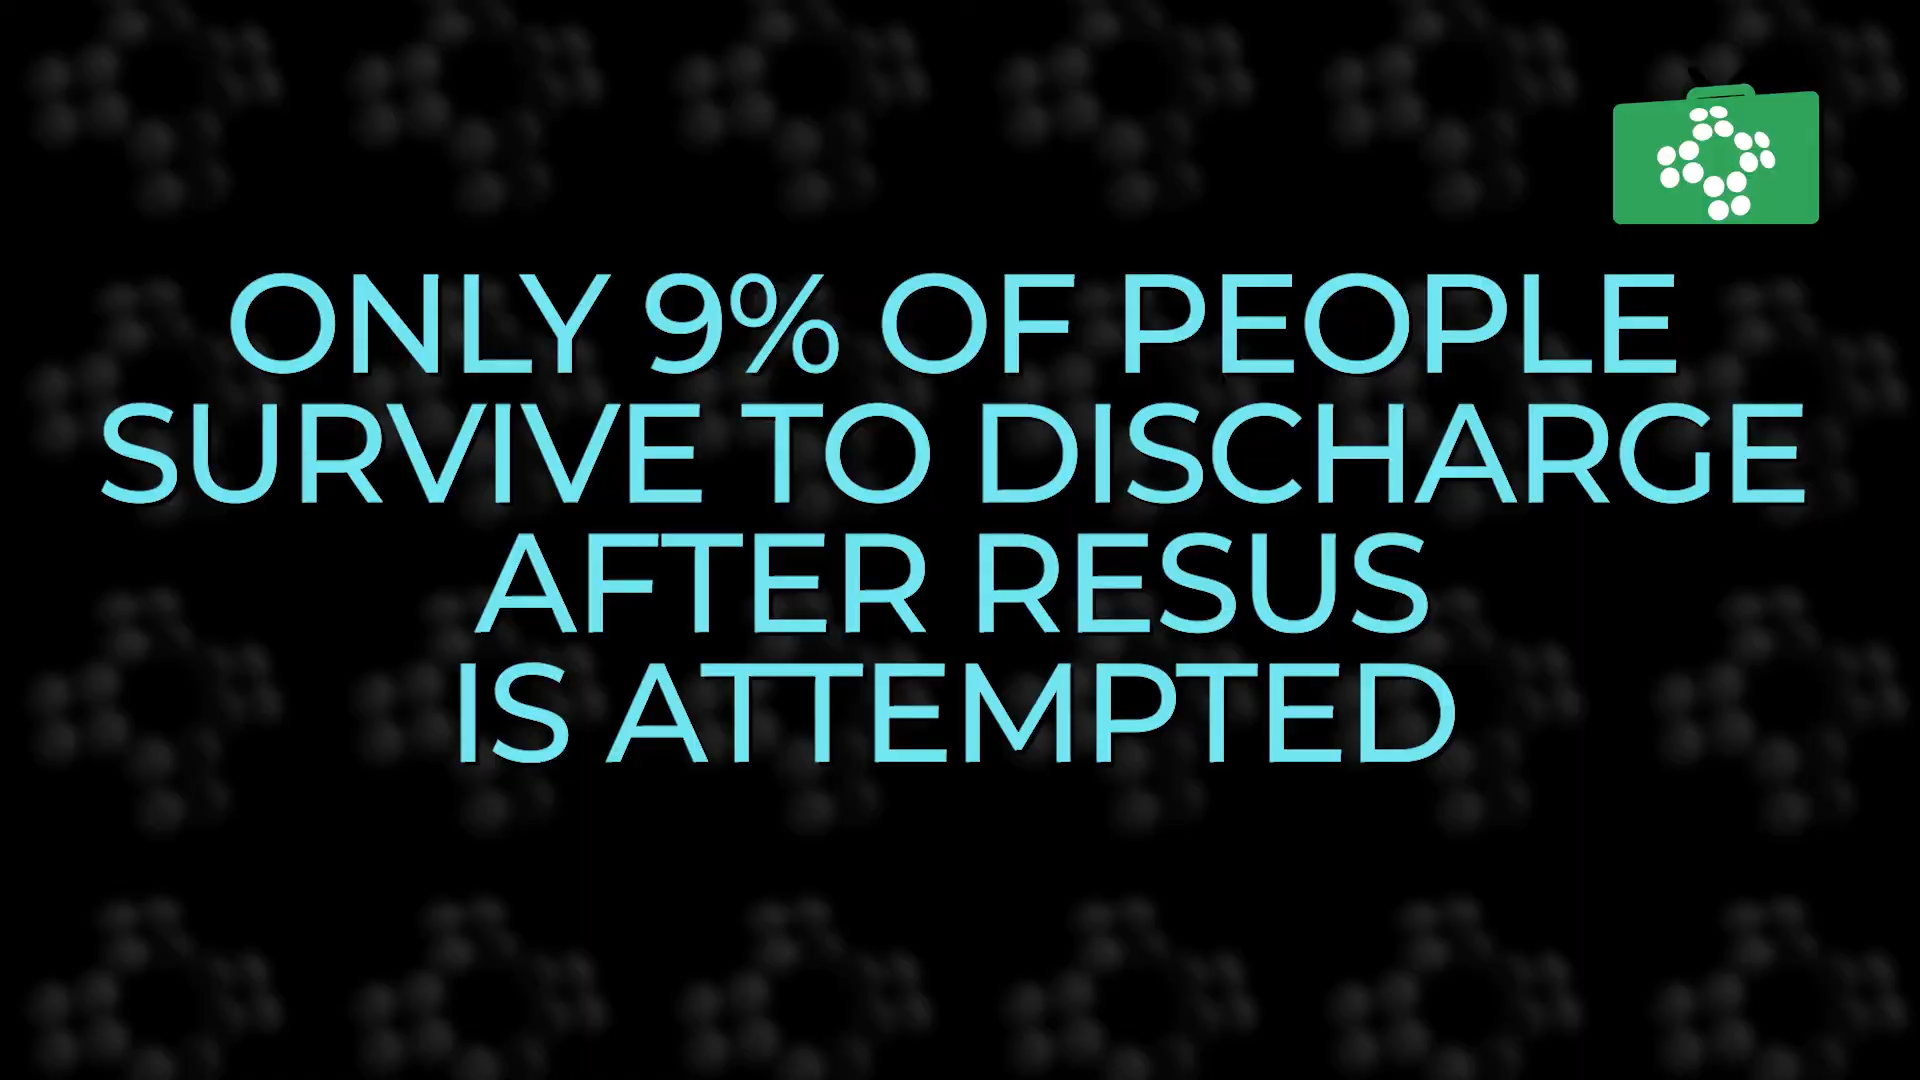 ONLY 9% OF PEOPLE
SURVIVE TO DISCHARGE
AFTER RESUS
IS ATTEMPTED